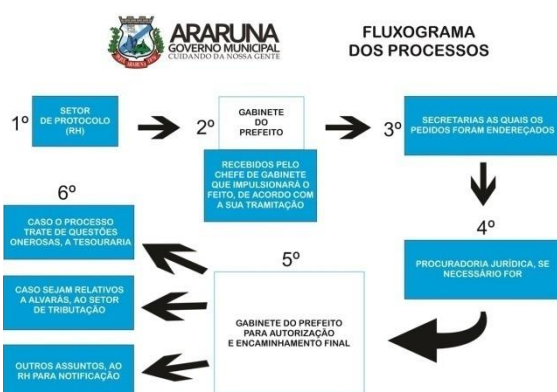 ARARUNA
GOVERNO MUNICIPAL
CUIDANDO DA NOSSA GENTE
FLUXOGRAMA
DOS PROCESSOS
1º
SETOR
DE PROTOCOLO
(RH)
2º
GABINETE
DO
PREFEITO
RECEBIDOS PELO
CHEFE DE GABINETE
QUE IMPULSIONARÁ O
FEITO, DE ACORDO COM
A SUA TRAMITAÇÃO
3º
SECRETARIAS AS QUAIS OS
PEDIDOS FORAM ENDEREÇADOS
4º
PROCURADORIA JURÍDICA, SE
NECESSÁRIO FOR
5º
GABINETE DO PREFEITO
PARA AUTORIZAÇÃO
E ENCAMINHAMENTO FINAL
6º
CASO O PROCESSO
TRATE DE QUESTÕES
ONEROSAS, A TESOURARIA
CASO SEJAM RELATIVOS
A ALVARÁS, AO SETOR
DE TRIBUTAÇÃO
OUTROS ASSUNTOS, AO
RH PARA NOTIFICAÇÃO